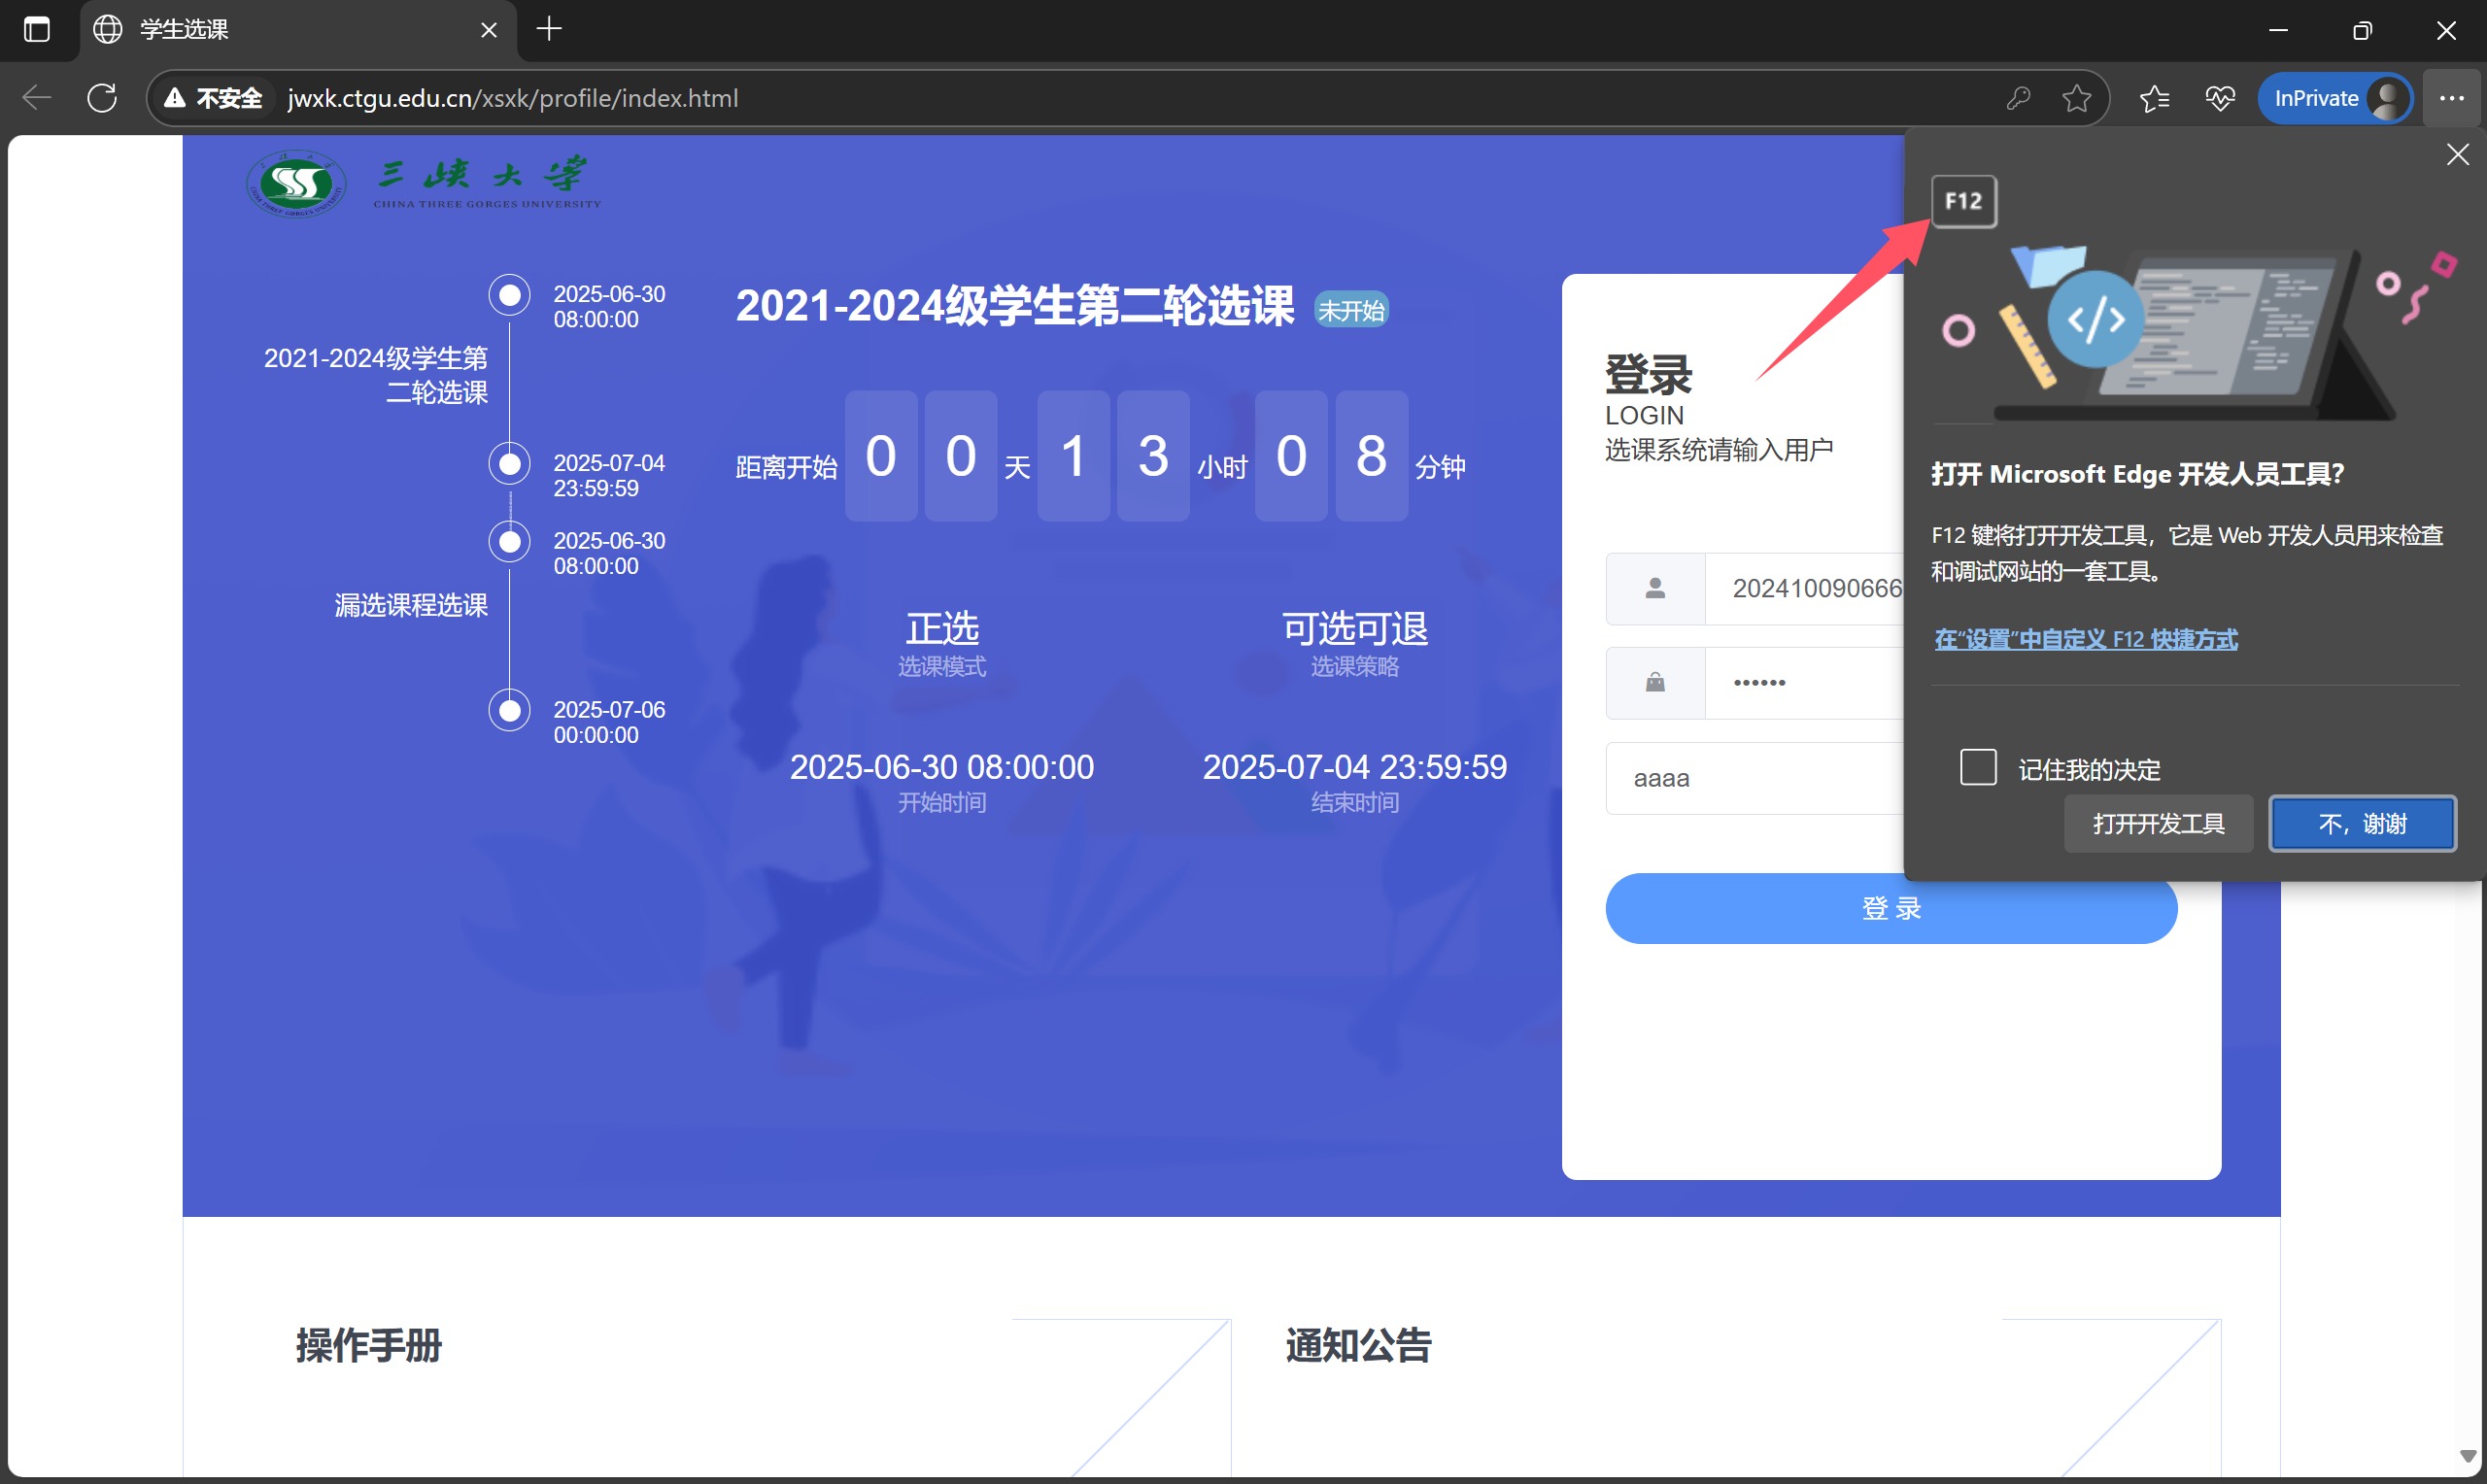 学生选课
不安全
jwxk.ctgu.edu.cn/xsxk/profile/index.html
InPrivate
三峡大学
CHINA THREE GORGES UNIVERSITY
2025-06-30
08:00:00
2021-2024级学生第
二轮选课
2025-07-04
23:59:59
2025-06-30
08:00:00
漏选课程选课
2025-07-06
00:00:00
2021-2024级学生第二轮选课 未开始
距离开始 0 0 天 1 3 小时 0 8 分钟
正选
选课模式
可选可退
选课策略
2025-06-30 08:00:00
开始时间
2025-07-04 23:59:59
结束时间
登录
LOGIN
选课系统请输入用户
202410090666
••••••
aaaa
登 录
F12
打开 Microsoft Edge 开发人员工具?
F12 键将打开开发工具，它是 Web 开发人员用来检查
和调试网站的一套工具。
在“设置”中自定义 F12 快捷方式
记住我的决定
打开开发工具
不，谢谢
操作手册
通知公告